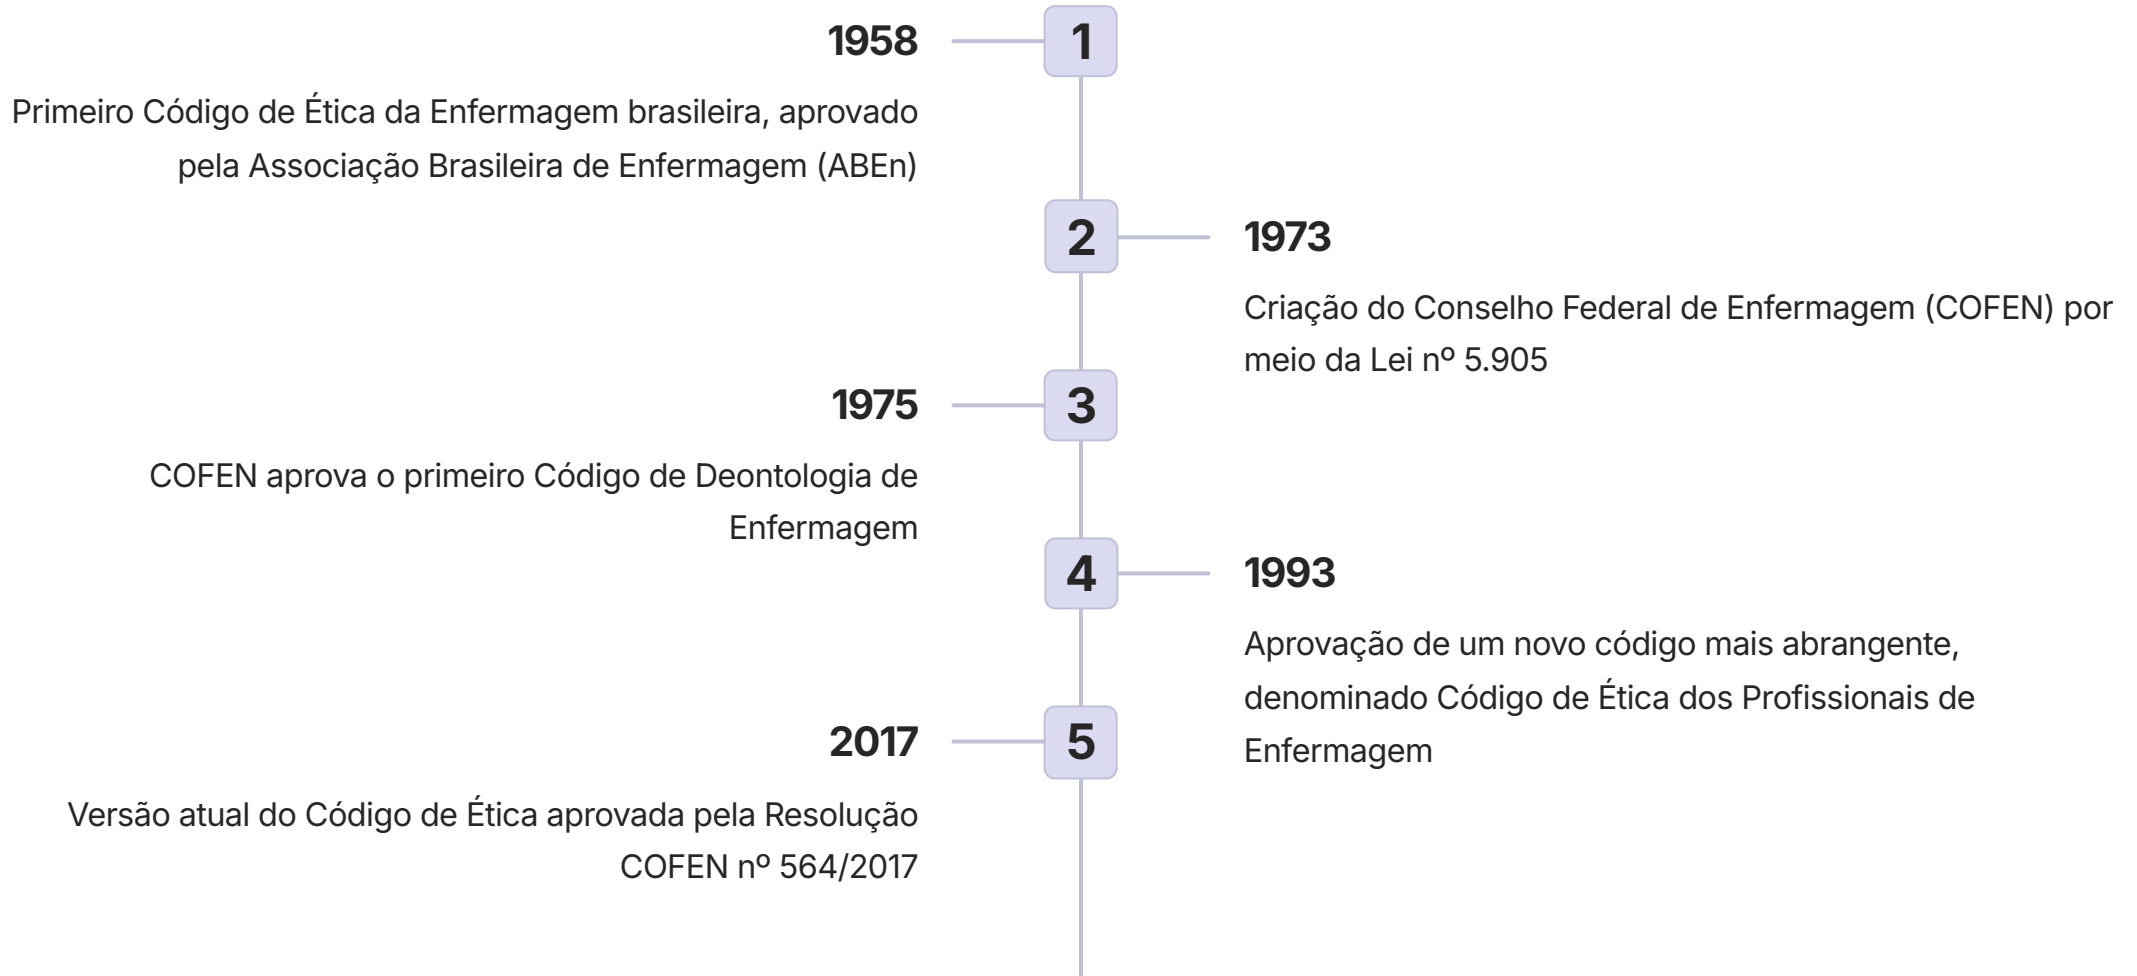 1958
1
Primeiro Código de Ética da Enfermagem brasileira, aprovado
pela Associação Brasileira de Enfermagem (ABEn)
2
1973
Criação do Conselho Federal de Enfermagem (COFEN) por
meio da Lei nº 5.905
1975
3
COFEN aprova o primeiro Código de Deontologia de
Enfermagem
4
1993
Aprovação de um novo código mais abrangente,
denominado Código de Ética dos Profissionais de
Enfermagem
2017
5
Versão atual do Código de Ética aprovada pela Resolução
COFEN nº 564/2017